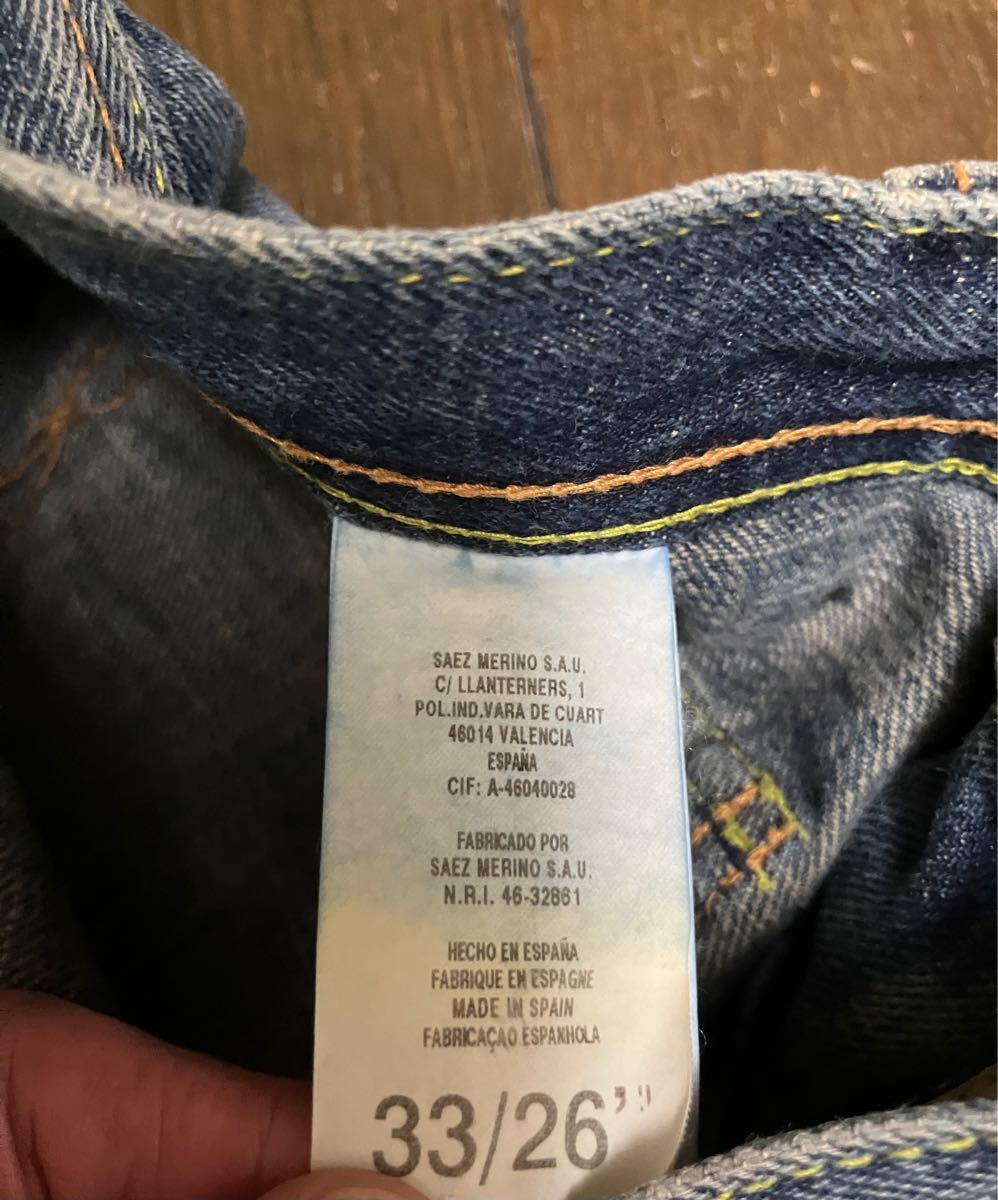 SAEZ MERINO S.A.U.
C/ LLANTERNERS, 1
POL.IND.VARA DE CUART
46014 VALENCIA
ESPAÑA
CIF: A-46040028
FABRICADO POR
SAEZ MERINO S.A.U.
N.R.I. 46-32861
HECHO EN ESPAÑA
FABRIQUE EN ESPAGNE
MADE IN SPAIN
FABRICAÇAO ESPANHOLA
33/26’’